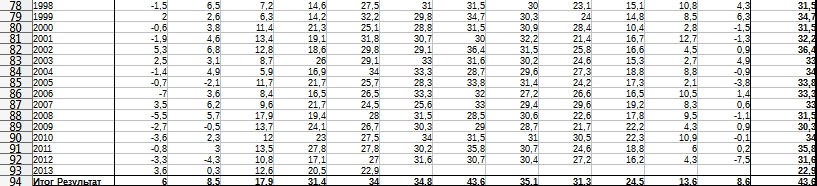 78 1998 -1,5 6,5 7,2 14,6 27,5 31 31,5 30 23,1 15,1 10,8 4,3 31,5
79 1999 2 2,6 6,3 14,2 32,2 29,8 34,7 30,3 24 14,8 8,5 6,3 34,7
80 2000 -0,6 3,8 11,4 21,3 25,1 28,8 31,5 30,9 28,4 10,4 2,8 -1,5 31,5
81 2001 -1,9 4,6 13,4 19,1 31,8 30,7 30 32,2 21,4 16,7 12,7 -1,3 32,2
82 2002 5,3 6,8 12,8 18,6 29,8 29,1 36,4 31,5 25,8 16,6 4,5 0,9 36,4
83 2003 2,5 3,1 8,7 26 29,1 33 31,6 30,2 24,6 15,3 2,7 4,9 33
84 2004 -1,4 4,9 5,9 16,9 34 33,3 28,7 29,6 27,3 18,8 8,8 -0,9 34
85 2005 -0,7 -2,1 11,7 21,7 25,7 28,3 33,8 31,4 24,2 17,3 2,1 -3,8 33,8
86 2006 -7 3,6 8,4 16,5 26,5 33,3 32 27,2 26,6 16,5 10,5 1,4 33,3
87 2007 3,5 6,2 9,6 21,7 24,5 25,6 33 29,4 29,6 19,2 8,3 0,6 33
88 2008 -5,5 5,7 17,9 19,4 28 31,5 28,5 30,6 22,6 17,8 9,5 -1,1 31,5
89 2009 -2,7 -0,5 13,7 24,1 26,7 30,3 29 28,7 21,7 22,2 4,3 0,9 30,3
90 2010 -3,6 2,3 12 23 27,5 34 31,5 31 30,5 22,3 10,9 -0,1 34
91 2011 -0,8 3 13,5 27,8 27,8 30,2 35,8 30,7 24,6 18,8 6 0,2 35,8
92 2012 -3,3 -4,3 10,8 17,1 27 31,6 30,7 30,4 27,2 16,2 4,3 -7,5 31,6
93 2013 3,6 0,3 12,6 20,5 22,9 22,9
94 Итог Результат 6 8,5 17,9 31,4 34 34,8 43,6 35,1 31,3 24,5 13,6 8,6 43,6